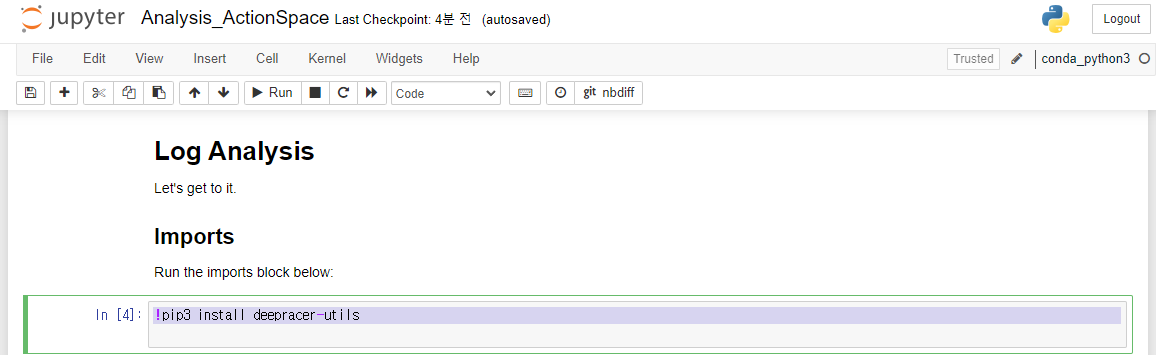 jupyter Analysis_ActionSpace Last Checkpoint: 4분 전 (autosaved) Logout
File Edit View Insert Cell Kernel Widgets Help Trusted conda_python3
Run Code git nbdiff
Log Analysis
Let's get to it.
Imports
Run the imports block below:
In [4]: !pip3 install deepracer-utils